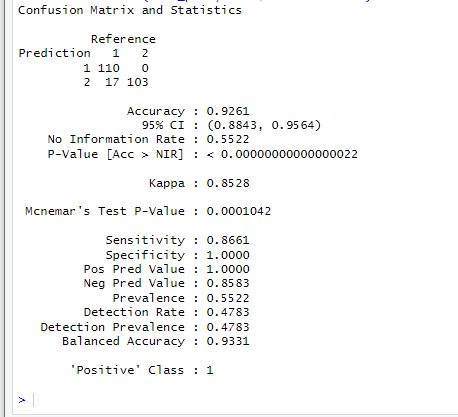 Confusion Matrix and Statistics
Reference
Prediction 1 2
1 110 0
2 17 103
Accuracy : 0.9261
95% CI : (0.8843, 0.9564)
No Information Rate : 0.5522
P-Value [Acc > NIR] : < 0.00000000000000022
Kappa : 0.8528
Mcnemar's Test P-Value : 0.0001042
Sensitivity : 0.8661
Specificity : 1.0000
Pos Pred Value : 1.0000
Neg Pred Value : 0.8583
Prevalence : 0.5522
Detection Rate : 0.4783
Detection Prevalence : 0.4783
Balanced Accuracy : 0.9331
'Positive' Class : 1
>